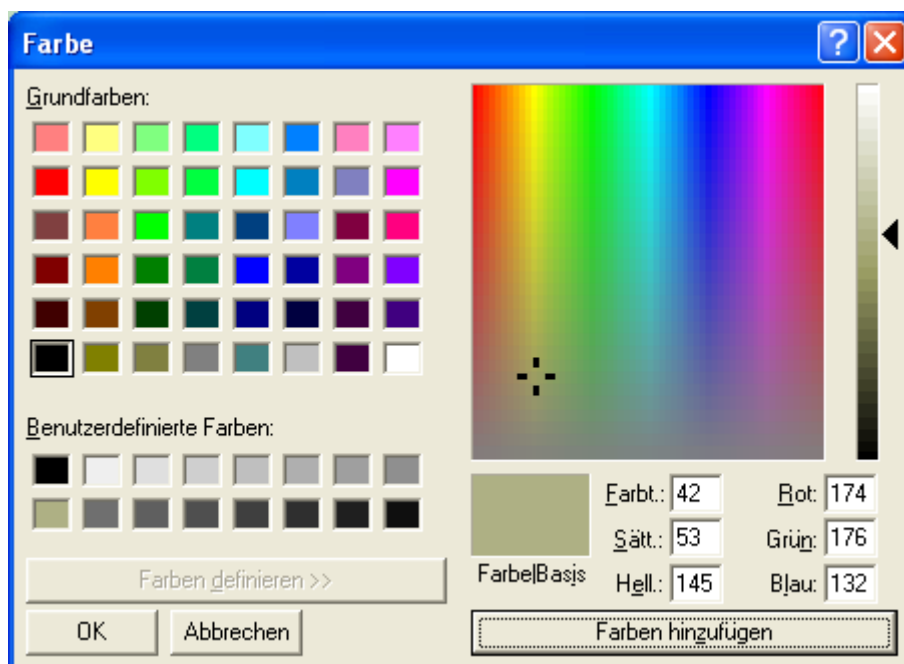 Farbe
Grundfarben:
Benutzerdefinierte Farben:
Farben definieren >>
OK
Abbrechen
Farbe|Basis
Farbt.: 42
Sätt.: 53
Hell.: 145
Rot: 174
Grün: 176
Blau: 132
Farben hinzufügen